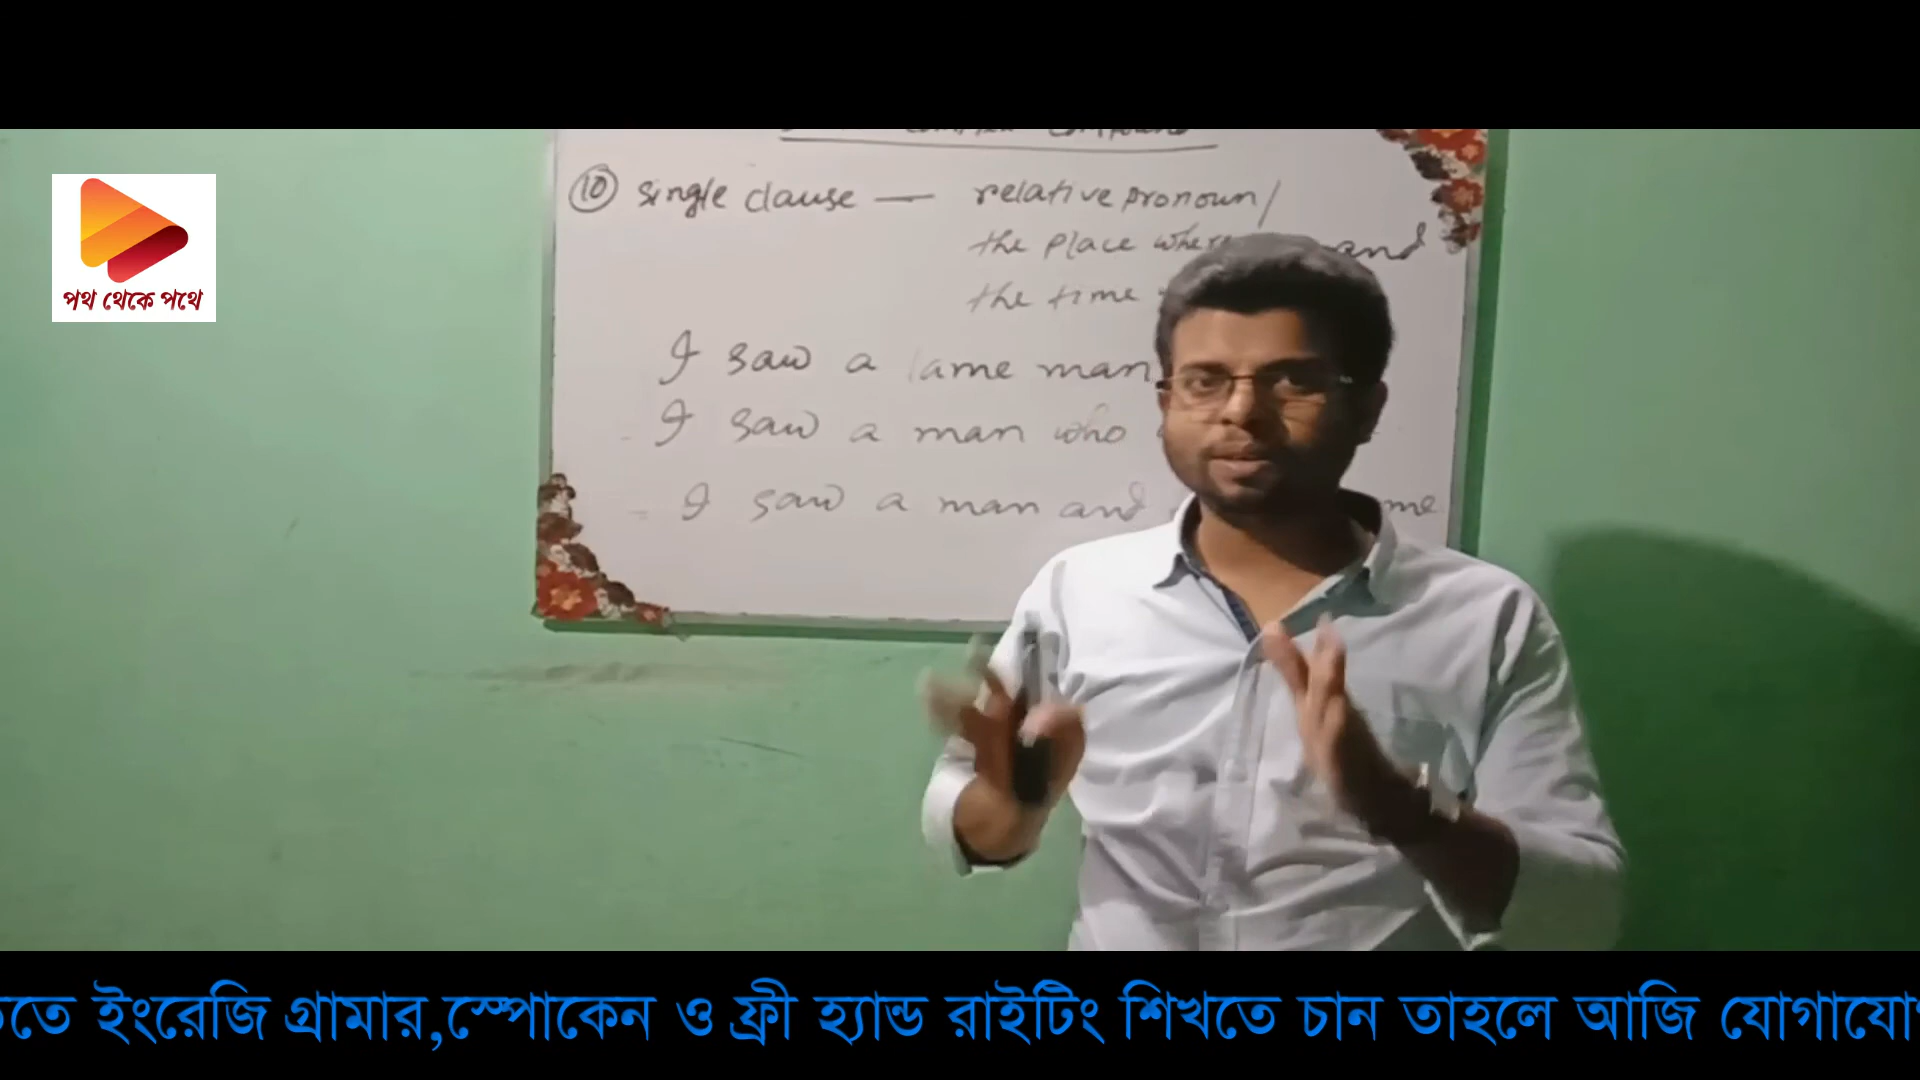 ⑩ single clause — relative pronoun/
the place where and
the time
I saw a lame man
- I saw a man who
- I saw a man and me
পথ থেকে পথে
তে ইংরেজি গ্রামার,স্পোকেন ও ফ্রী হ্যান্ড রাইটিং শিখতে চান তাহলে আজি